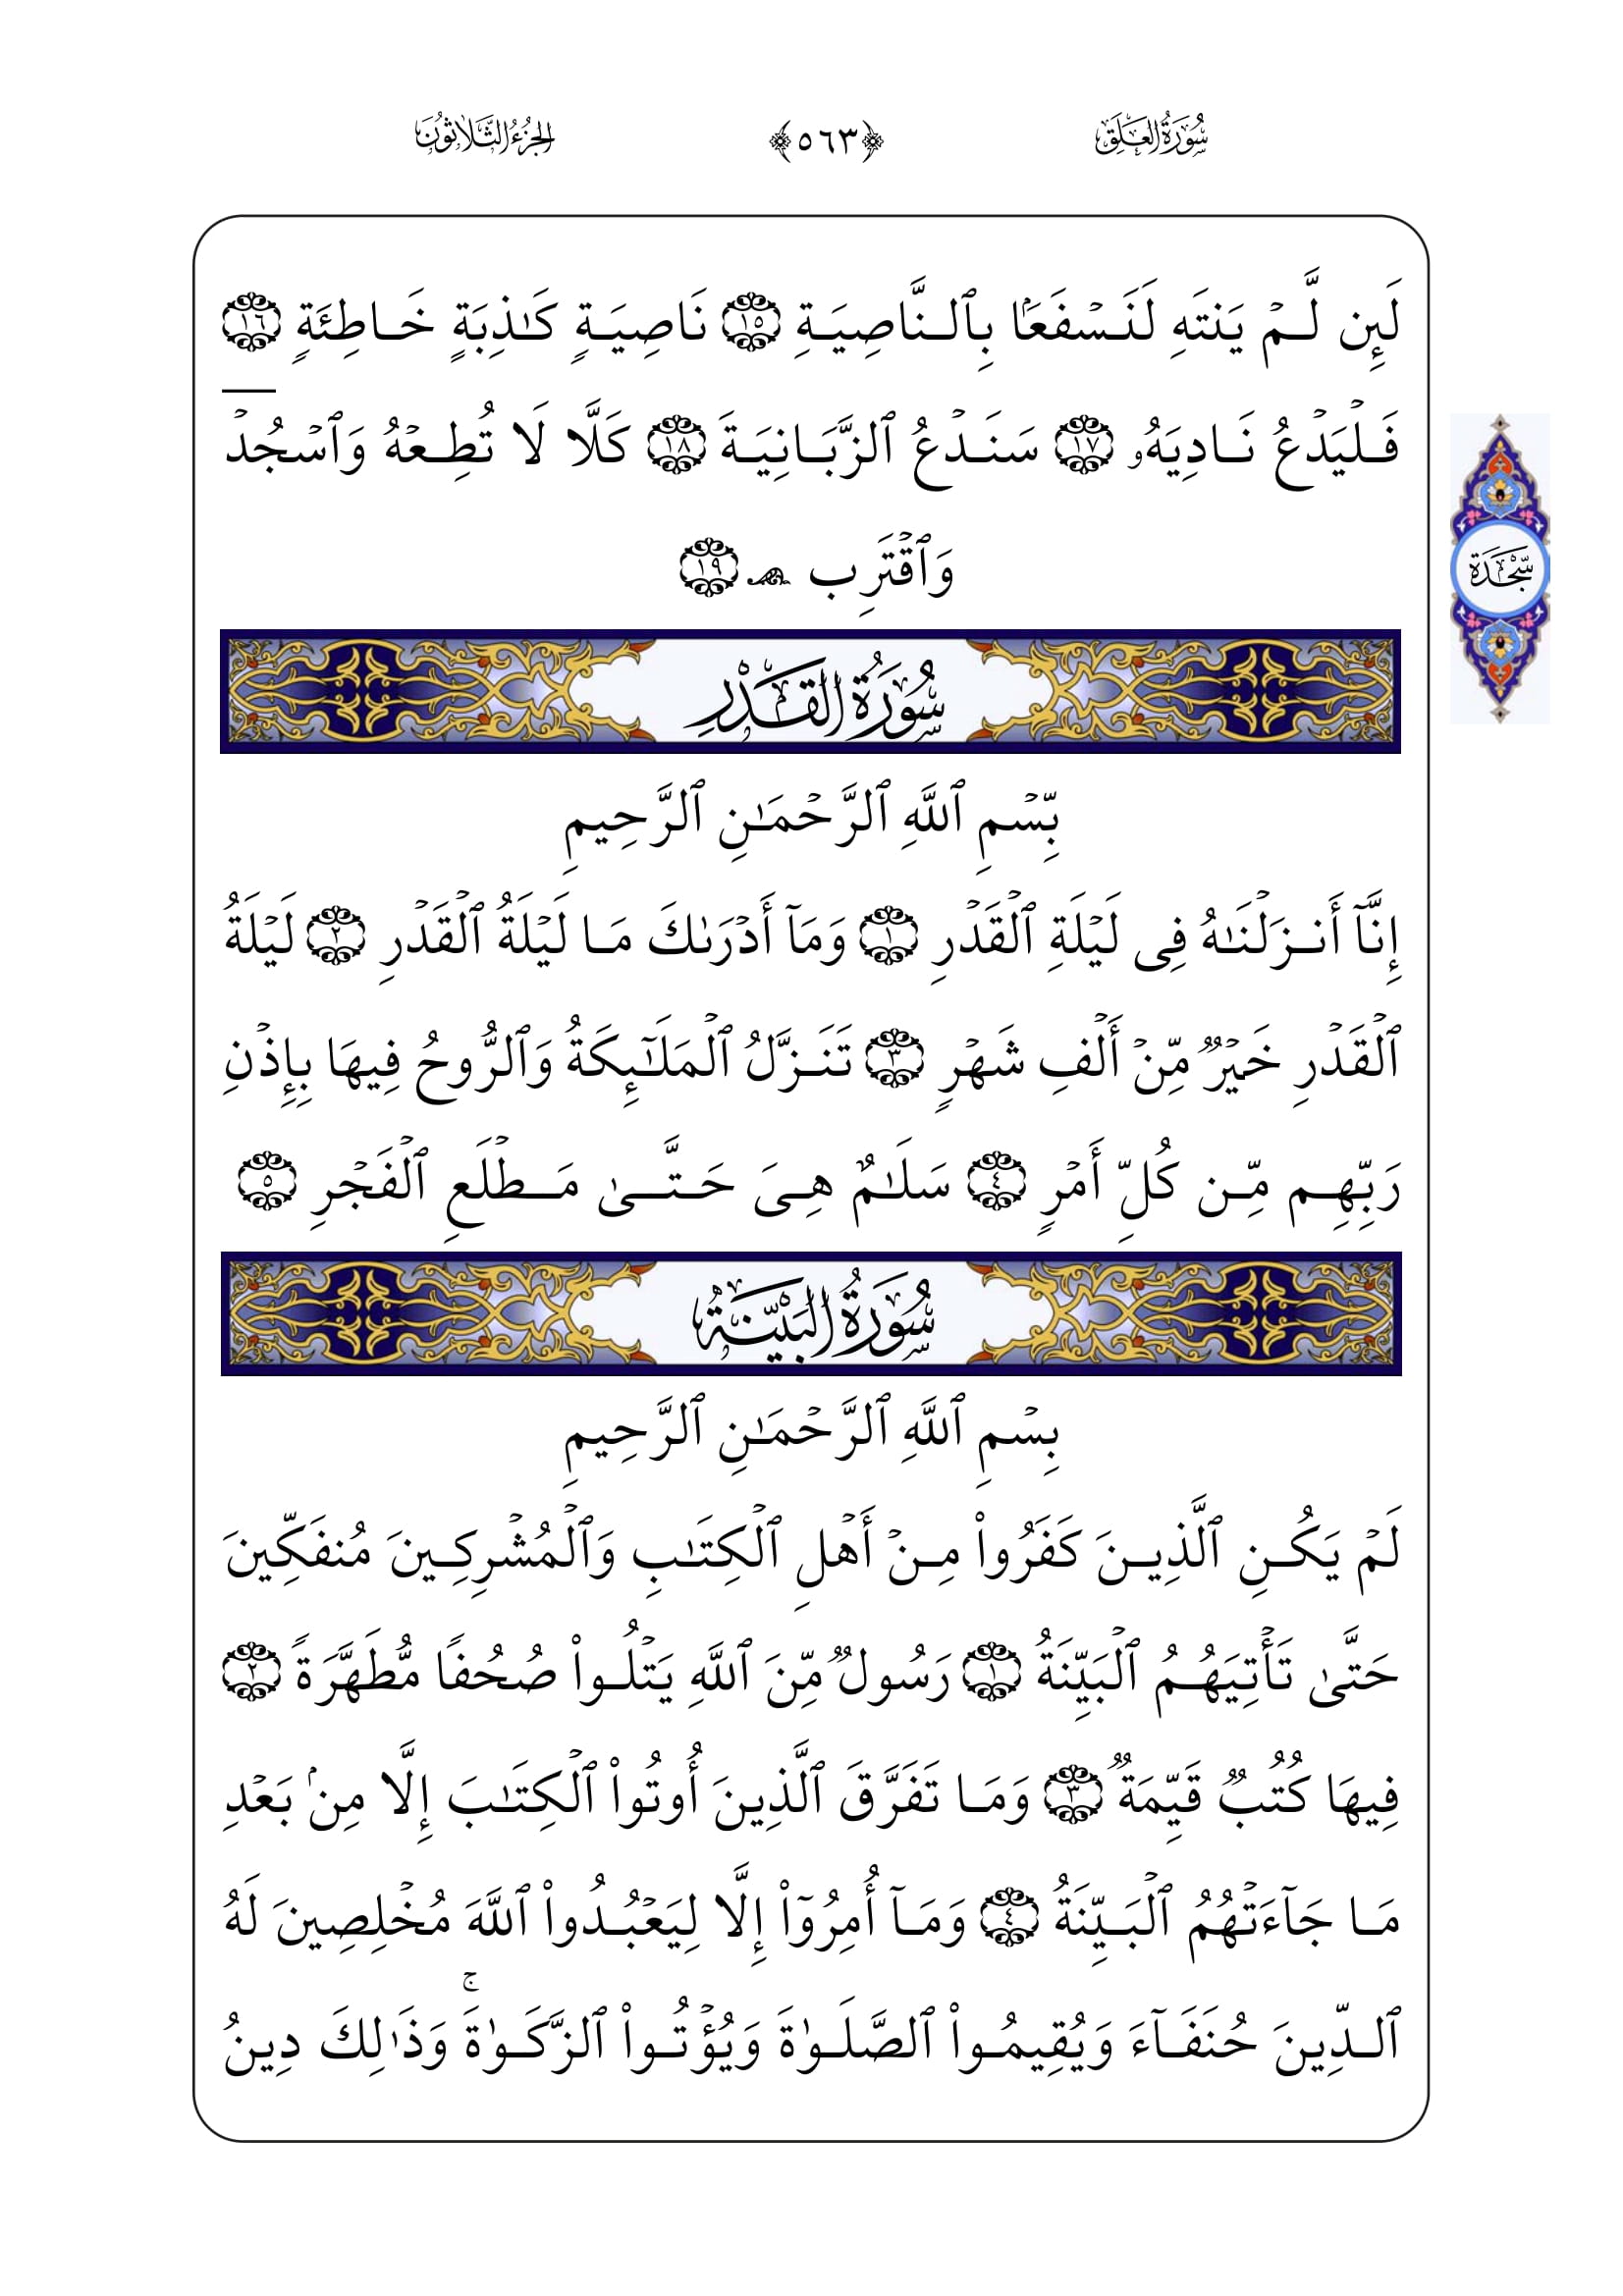 سُورَةُ العَلَقِ ﴿٥٦٣﴾ الجُزْءُ الثَّلَاثُونَ
لَئِن لَّمۡ يَنتَهِ لَنَسۡفَعَۢا بِٱلنَّاصِيَةِ ١٥ نَاصِيَةٖ كَٰذِبَةٍ خَاطِئَةٖ ١٦
فَلۡيَدۡعُ نَادِيَهُۥ ١٧ سَنَدۡعُ ٱلزَّبَانِيَةَ ١٨ كَلَّا لَا تُطِعۡهُ وَٱسۡجُدۡۤ
وَٱقۡتَرِب ۩ ١٩
سَّجْدَة
سُورَةُ القَدۡرِ
بِّسۡمِ ٱللَّهِ ٱلرَّحۡمَٰنِ ٱلرَّحِيمِ
إِنَّآ أَنزَلۡنَٰهُ فِي لَيۡلَةِ ٱلۡقَدۡرِ ١ وَمَآ أَدۡرَىٰكَ مَا لَيۡلَةُ ٱلۡقَدۡرِ ٢ لَيۡلَةُ
ٱلۡقَدۡرِ خَيۡرٞ مِّنۡ أَلۡفِ شَهۡرٖ ٣ تَنَزَّلُ ٱلۡمَلَٰٓئِكَةُ وَٱلرُّوحُ فِيهَا بِإِذۡنِ
رَبِّهِم مِّن كُلِّ أَمۡرٖ ٤ سَلَٰمٌ هِيَ حَتَّىٰ مَطۡلَعِ ٱلۡفَجۡرِ ٥
سُورَةُ البَيِّنَةُ
بِسۡمِ ٱللَّهِ ٱلرَّحۡمَٰنِ ٱلرَّحِيمِ
لَمۡ يَكُنِ ٱلَّذِينَ كَفَرُواْ مِنۡ أَهۡلِ ٱلۡكِتَٰبِ وَٱلۡمُشۡرِكِينَ مُنفَكِّينَ
حَتَّىٰ تَأۡتِيَهُمُ ٱلۡبَيِّنَةُ ١ رَسُولٞ مِّنَ ٱللَّهِ يَتۡلُواْ صُحُفٗا مُّطَهَّرَةٗ ٢
فِيهَا كُتُبٞ قَيِّمَةٞ ٣ وَمَا تَفَرَّقَ ٱلَّذِينَ أُوتُواْ ٱلۡكِتَٰبَ إِلَّا مِنۢ بَعۡدِ
مَا جَآءَتۡهُمُ ٱلۡبَيِّنَةُ ٤ وَمَآ أُمِرُوٓاْ إِلَّا لِيَعۡبُدُواْ ٱللَّهَ مُخۡلِصِينَ لَهُ
ٱلدِّينَ حُنَفَآءَ وَيُقِيمُواْ ٱلصَّلَوٰةَ وَيُؤۡتُواْ ٱلزَّكَوٰةَۚ وَذَٰلِكَ دِينُ